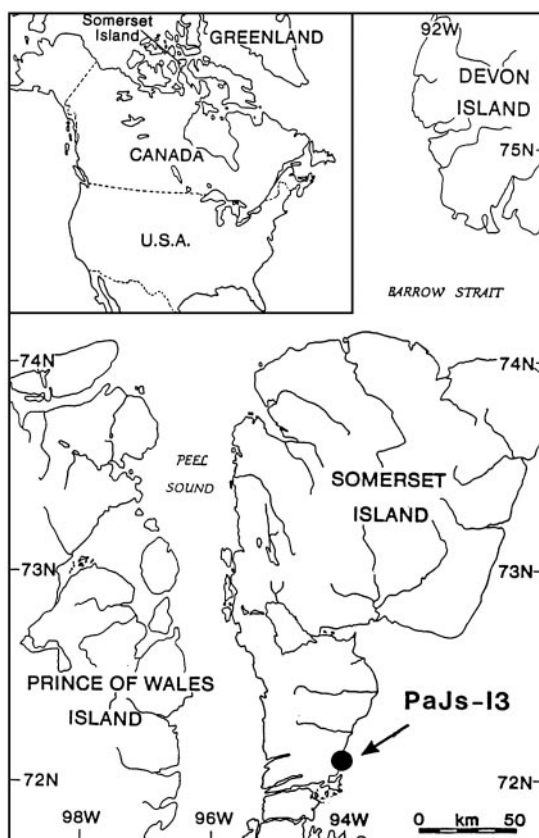 Somerset
Island
GREENLAND
CANADA
U.S.A.
92W
DEVON
ISLAND
75N
BARROW STRAIT
74N
74N
PEEL
SOUND
SOMERSET
ISLAND
73N
73N
PRINCE OF WALES
ISLAND
PaJs-13
72N
72N
98W
96W
94W
0 km 50